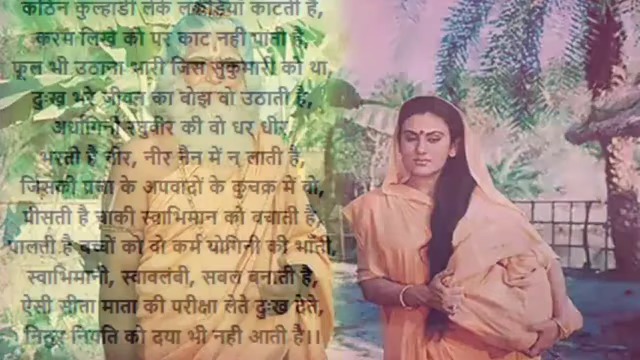 कठिन कुल्हाडी लेके लकडिया काटती है,
करम लिखे को पर काट नही पाती है,
फूल भी उठाना भारी जिस सुकुमारी को था,
दुःख भरे जीवन का बोझ वो उठाती है,
अर्धांगिनी रघुवीर की वो धर धीर,
भरती है नीर, नीर नैन में न लाती है,
जिसकी प्रजा के अपवादों के कुचक्र में वो,
पीसती है चाकी स्वाभिमान को बचाती है,
पालती है बच्चों को वो कर्म योगिनी की भाँती,
स्वाभिमानी, स्वावलंबी, सबल बनाती है,
ऐसी सीता माता की परीक्षा लेते दुःख देते,
निठुर नियति को दया भी नही आती है।।